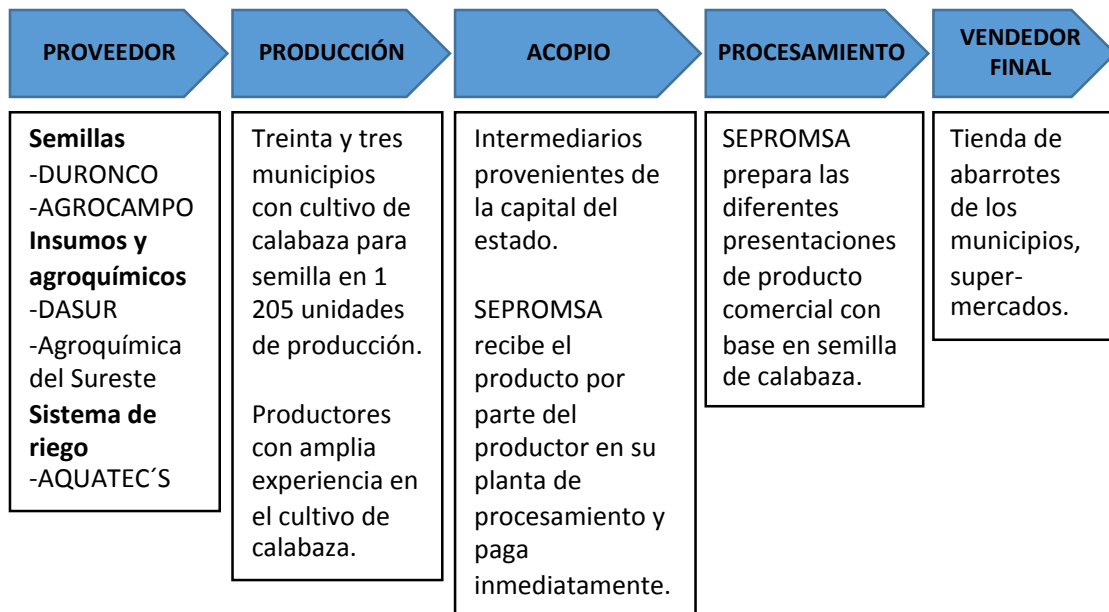 PROVEEDOR
PRODUCCIÓN
ACOPIO
PROCESAMIENTO
VENDEDOR
FINAL
Semillas
-DURONCO
-AGROCAMPO
Insumos y
agroquímicos
-DASUR
-Agroquímica
del Sureste
Sistema de
riego
-AQUATEC´S
Treinta y tres
municipios
con cultivo de
calabaza para
semilla en 1
205 unidades
de producción.
Productores
con amplia
experiencia en
el cultivo de
calabaza.
Intermediarios
provenientes de
la capital del
estado.
SEPROMSA
recibe el
producto por
parte del
productor en su
planta de
procesamiento y
paga
inmediatamente.
SEPROMSA
prepara las
diferentes
presentaciones
de producto
comercial con
base en semilla
de calabaza.
Tienda de
abarrotes
de los
municipios,
super-
mercados.